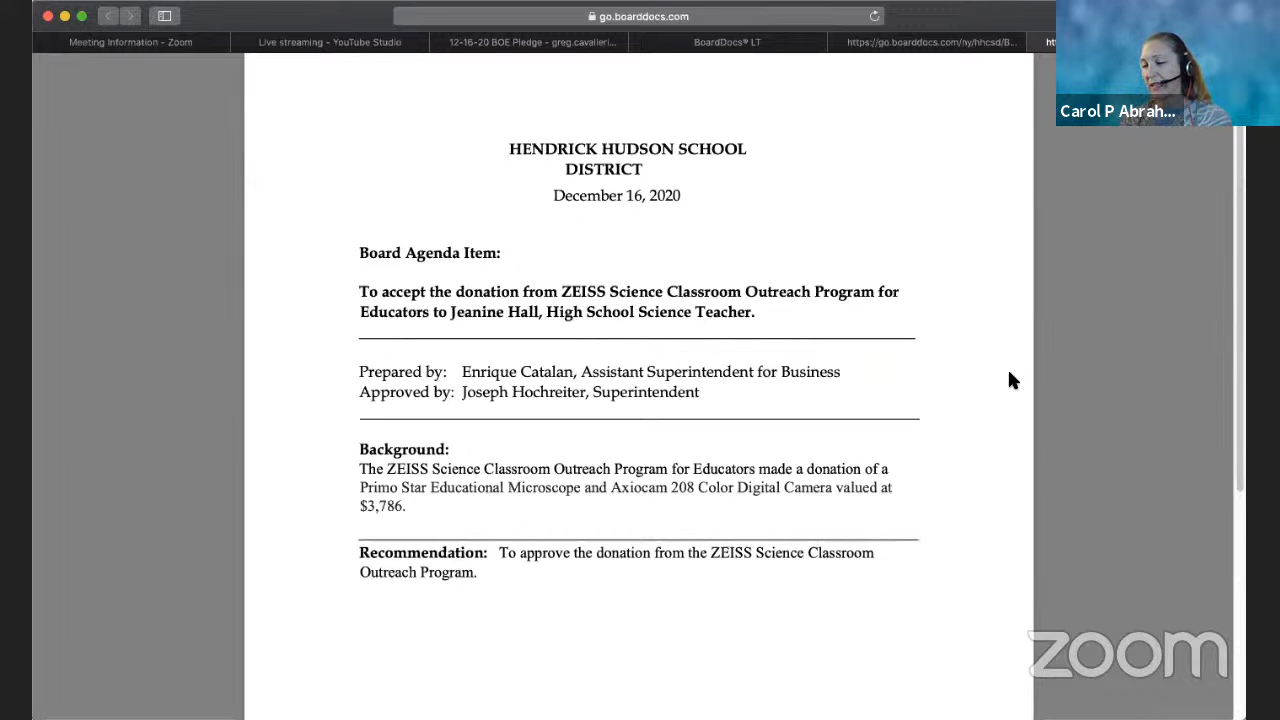 go.boarddocs.com
Meeting Information - Zoom
Live streaming - YouTube Studio
12-16-20 BOE Pledge - greg.cavalleri...
BoardDocs® LT
https://go.boarddocs.com/ny/hhcsd/B...
Carol P Abrah...
HENDRICK HUDSON SCHOOL
DISTRICT
December 16, 2020
Board Agenda Item:
To accept the donation from ZEISS Science Classroom Outreach Program for
Educators to Jeanine Hall, High School Science Teacher.
Prepared by: Enrique Catalan, Assistant Superintendent for Business
Approved by: Joseph Hochreiter, Superintendent
Background:
The ZEISS Science Classroom Outreach Program for Educators made a donation of a
Primo Star Educational Microscope and Axiocam 208 Color Digital Camera valued at
$3,786.
Recommendation: To approve the donation from the ZEISS Science Classroom
Outreach Program.
zoom